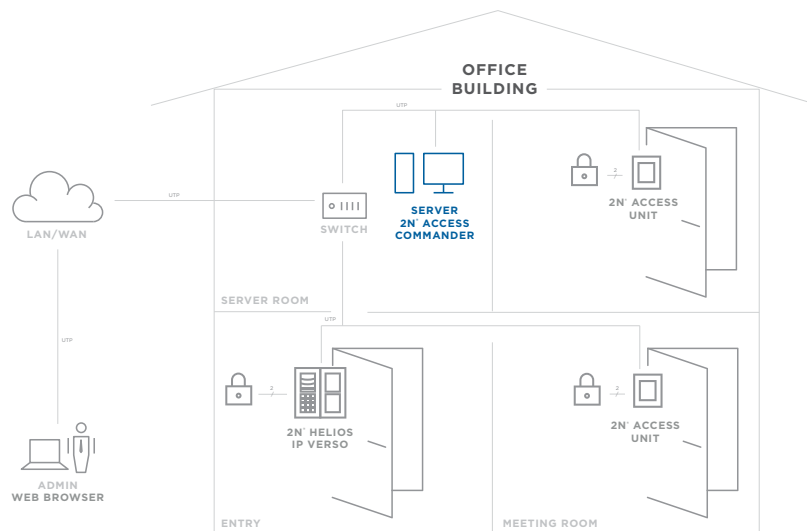 OFFICE
BUILDING
UTP
UTP
2
2N° ACCESS
UNIT
SERVER
2N° ACCESS
COMMANDER
SWITCH
LAN/WAN
SERVER ROOM
UTP
UTP
2
2
2N° HELIOS
IP VERSO
2N° ACCESS
UNIT
ADMIN
WEB BROWSER
ENTRY
MEETING ROOM